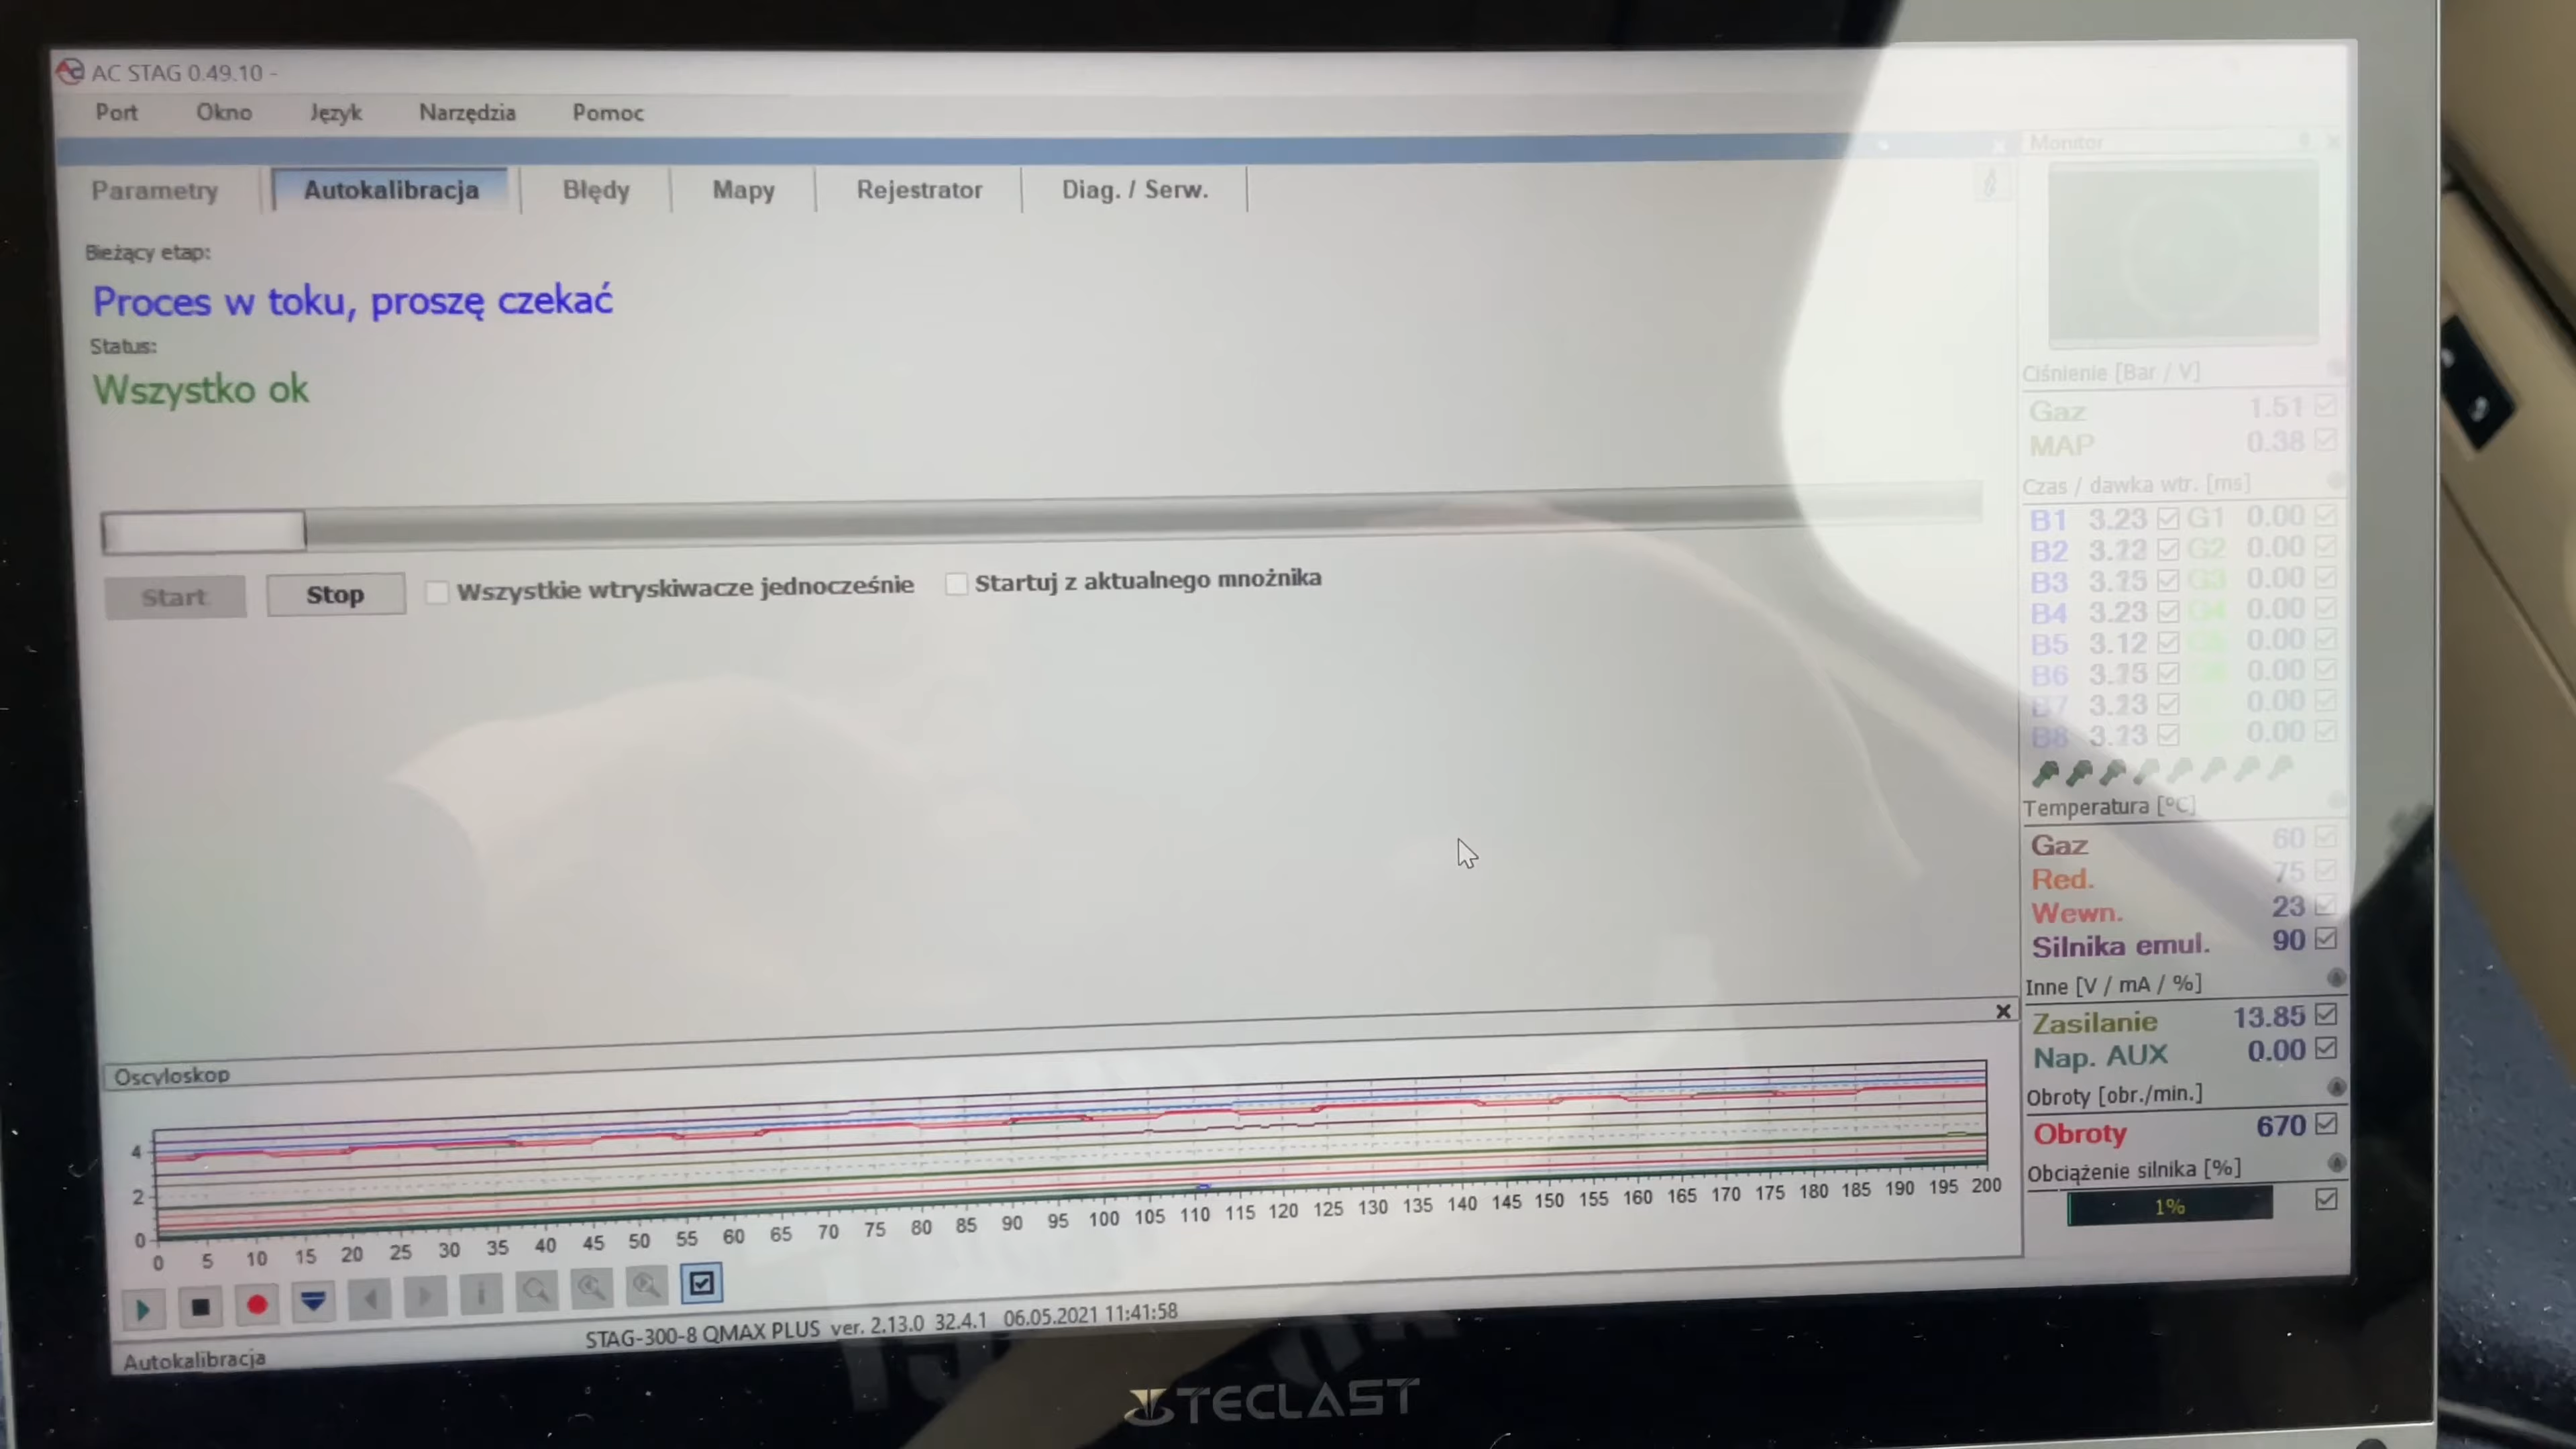 AC STAG 0.49.10 -
Port Okno Język Narzędzia Pomoc
Monitor
Parametry Autokalibracja Błędy Mapy Rejestrator Diag. / Serw.
Bieżący etap:
Proces w toku, proszę czekać
Status:
Wszystko ok
Start Stop Wszystkie wtryskiwacze jednocześnie Startuj z aktualnego mnożnika
Ciśnienie [Bar / V]
Gaz 1.51
MAP 0.38
Czas / dawka wtr. [ms]
B1 3.23 G1 0.00
B2 G2 0.00
B3 G3 0.00
B4 3.23 G4 0.00
B5 3.12 0.00
B6 0.00
B7 0.00
B8 0.00
Temperatura [°C]
Gaz 60
Red. 75
Wewn. 23
Silnika emul. 90
Inne [V / mA / %]
Zasilanie 13.85
Nap. AUX 0.00
Obroty [obr./min.]
Obroty 670
Obciążenie silnika [%]
1%
Oscyloskop
4
2
0
0 5 10 15 20 25 30 35 40 45 50 55 60 65 70 75 80 85 90 95 100 105 110 115 120 125 130 135 140 145 150 155 160 165 170 175 180 185 190 195 200
STAG-300-8 QMAX PLUS ver. 2.13.0 32.4.1 06.05.2021 11:41:58
Autokalibracja
TECLAST